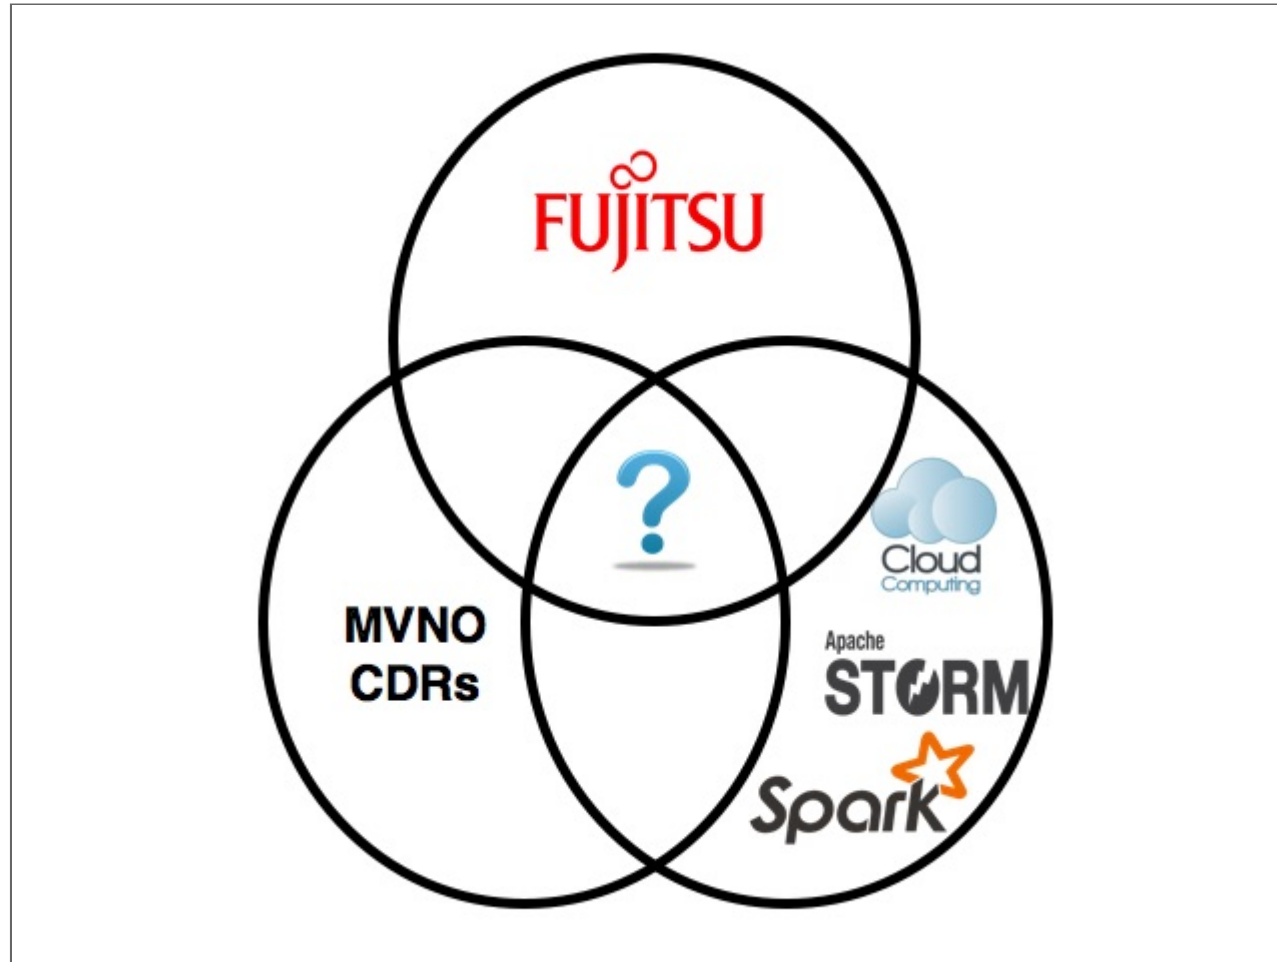 FUJITSU
?
Cloud
Computing
MVNO
CDRs
Apache
STORM
Spark